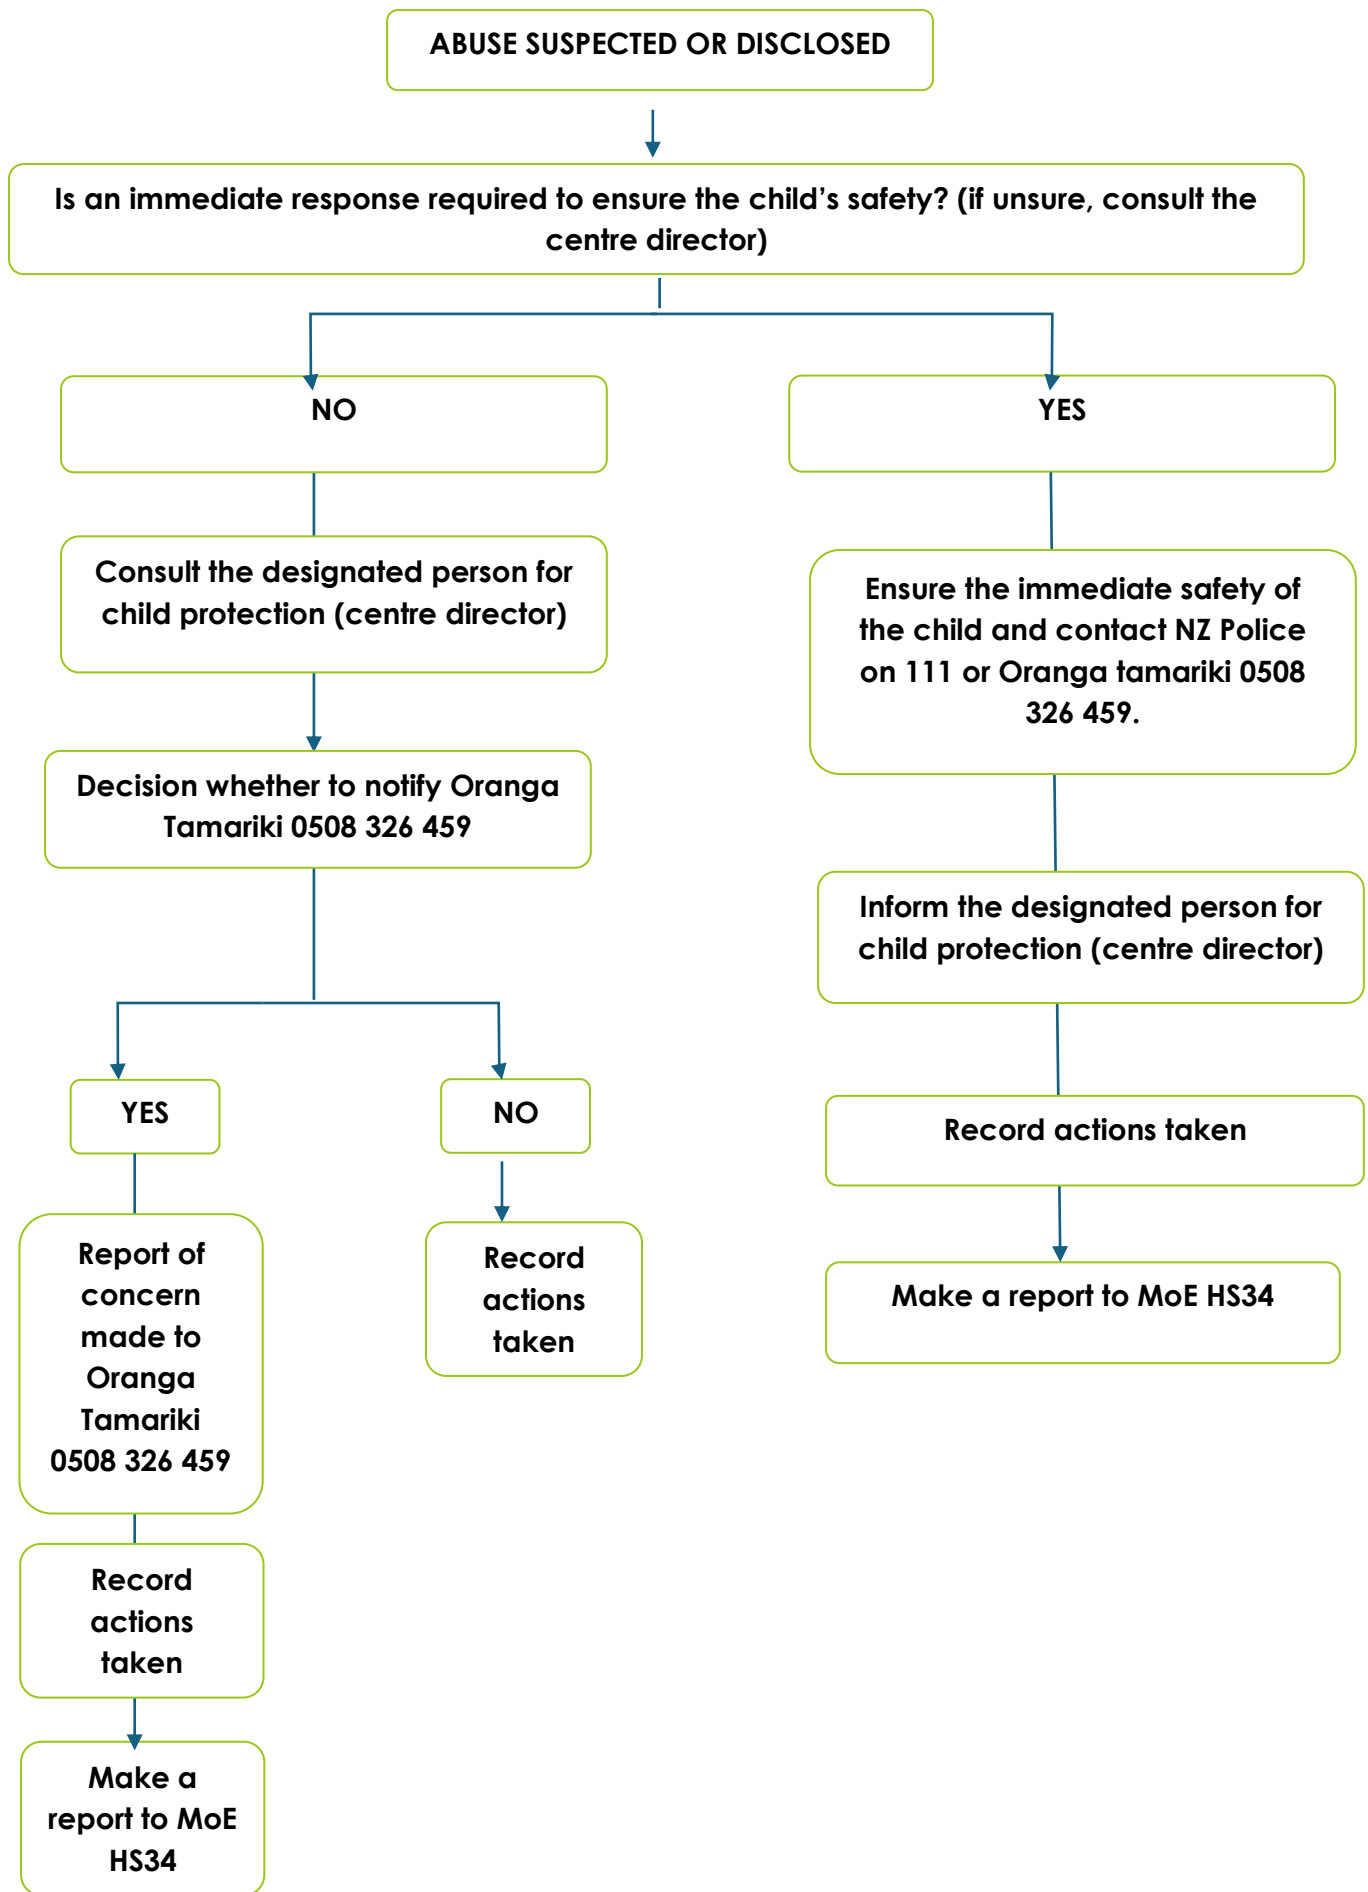 ABUSE SUSPECTED OR DISCLOSED
Is an immediate response required to ensure the child’s safety? (if unsure, consult the
centre director)
NO
YES
Consult the designated person for
child protection (centre director)
Ensure the immediate safety of
the child and contact NZ Police
on 111 or Oranga tamariki 0508
326 459.
Decision whether to notify Oranga
Tamariki 0508 326 459
Inform the designated person for
child protection (centre director)
YES
NO
Record actions taken
Report of
concern
made to
Oranga
Tamariki
0508 326 459
Record
actions
taken
Make a report to MoE HS34
Record
actions
taken
Make a
report to MoE
HS34